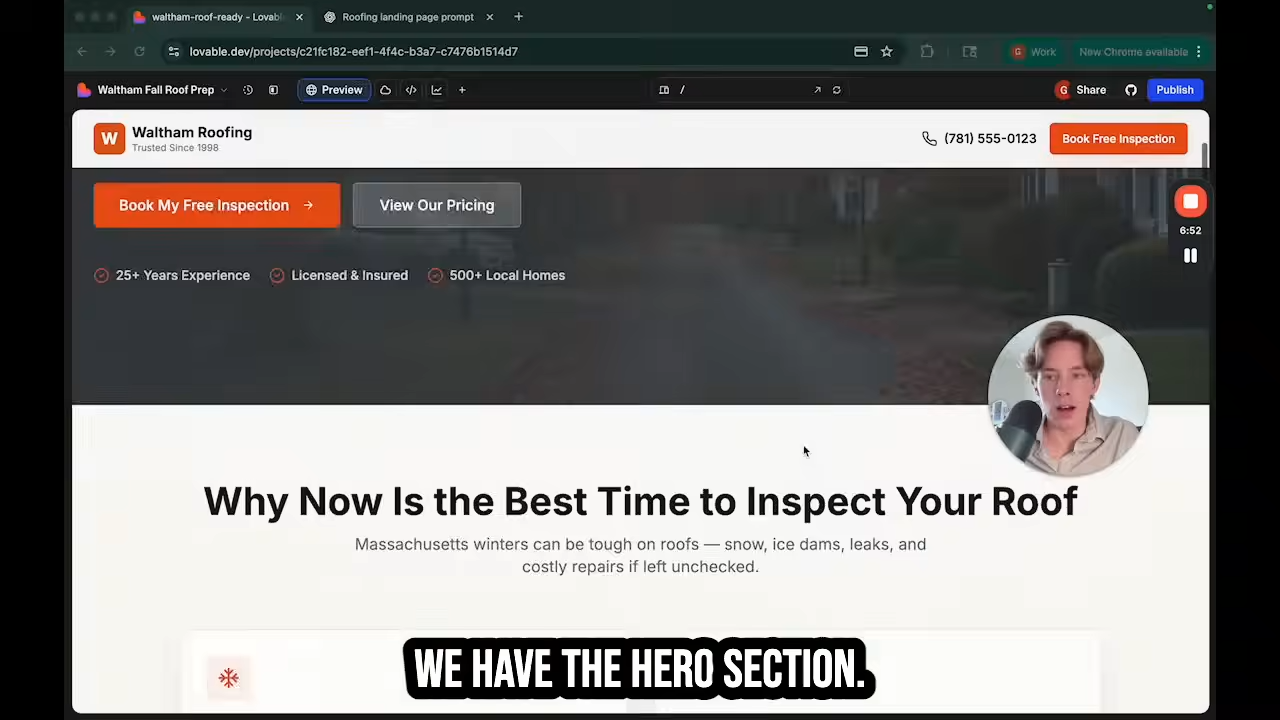 waltham-roof-ready - Lovabl
Roofing landing page prompt
lovable.dev/projects/c21fc182-eef1-4f4c-b3a7-c7476b1514d7
G Work
New Chrome available
Waltham Fall Roof Prep
Preview
/
G Share
Publish
W
Waltham Roofing
Trusted Since 1998
(781) 555-0123
Book Free Inspection
Book My Free Inspection
View Our Pricing
6:52
25+ Years Experience
Licensed & Insured
500+ Local Homes
Why Now Is the Best Time to Inspect Your Roof
Massachusetts winters can be tough on roofs — snow, ice dams, leaks, and
costly repairs if left unchecked.
WE HAVE THE HERO SECTION.